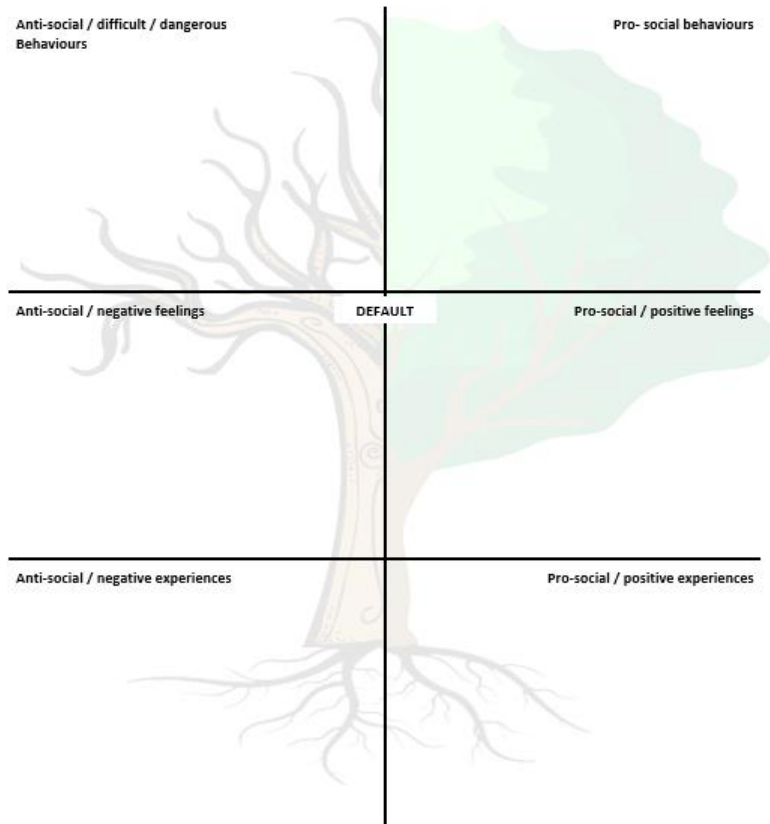 Anti-social / difficult / dangerous
Behaviours
Pro- social behaviours
Anti-social / negative feelings
DEFAULT
Pro-social / positive feelings
Anti-social / negative experiences
Pro-social / positive experiences